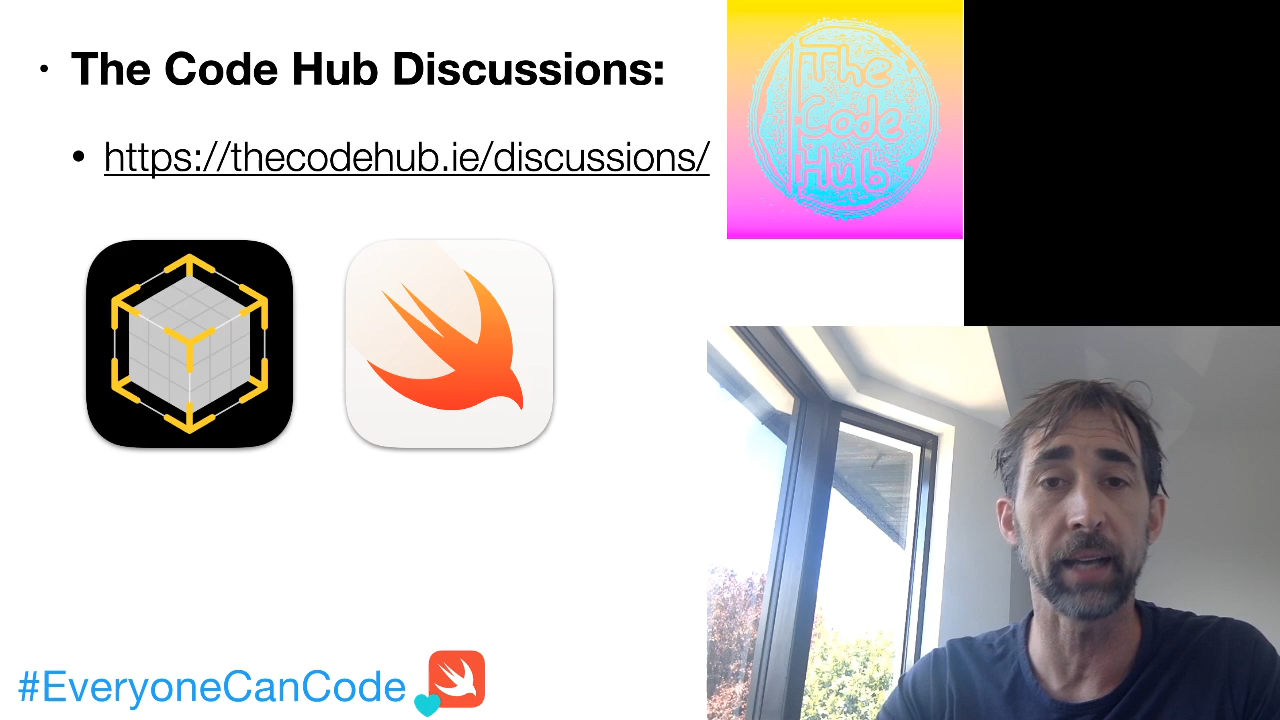 The Code Hub Discussions:
https://thecodehub.ie/discussions/
The
Code
Hub
#EveryoneCanCode